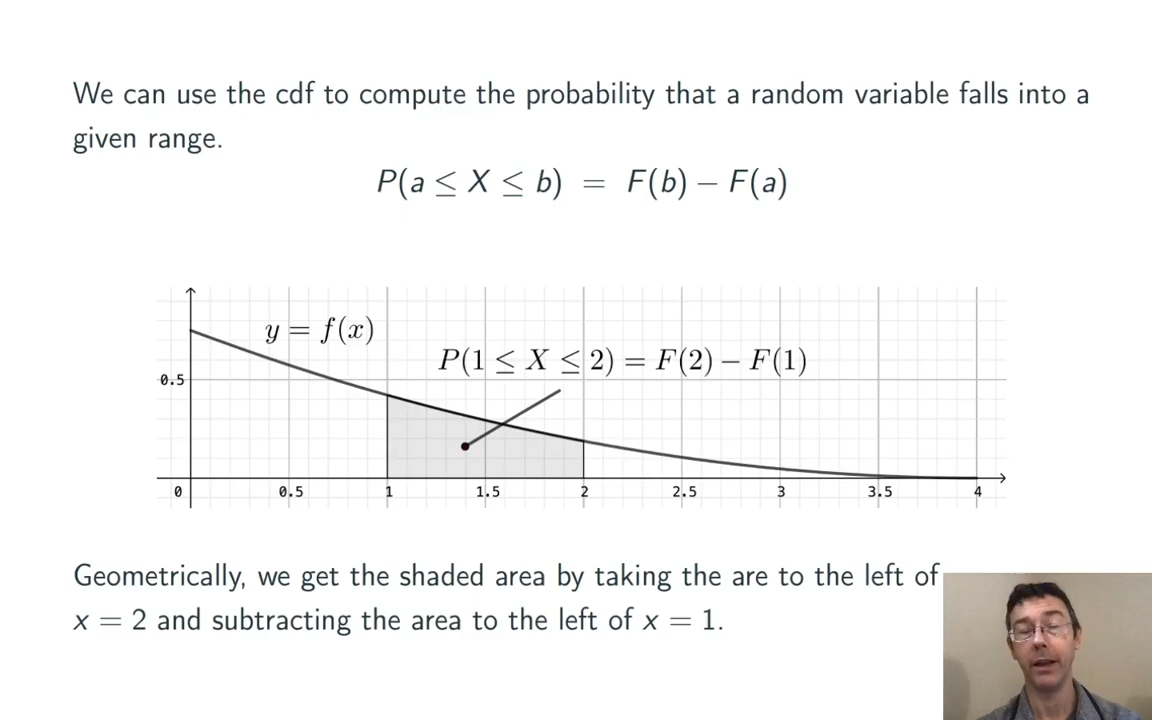 We can use the cdf to compute the probability that a random variable falls into a
given range.
P(a ≤ X ≤ b) = F(b) − F(a)
y = f(x)
P(1 ≤ X ≤ 2) = F(2) − F(1)
0.5
0 0.5 1 1.5 2 2.5 3 3.5 4
Geometrically, we get the shaded area by taking the are to the left of
x = 2 and subtracting the area to the left of x = 1.